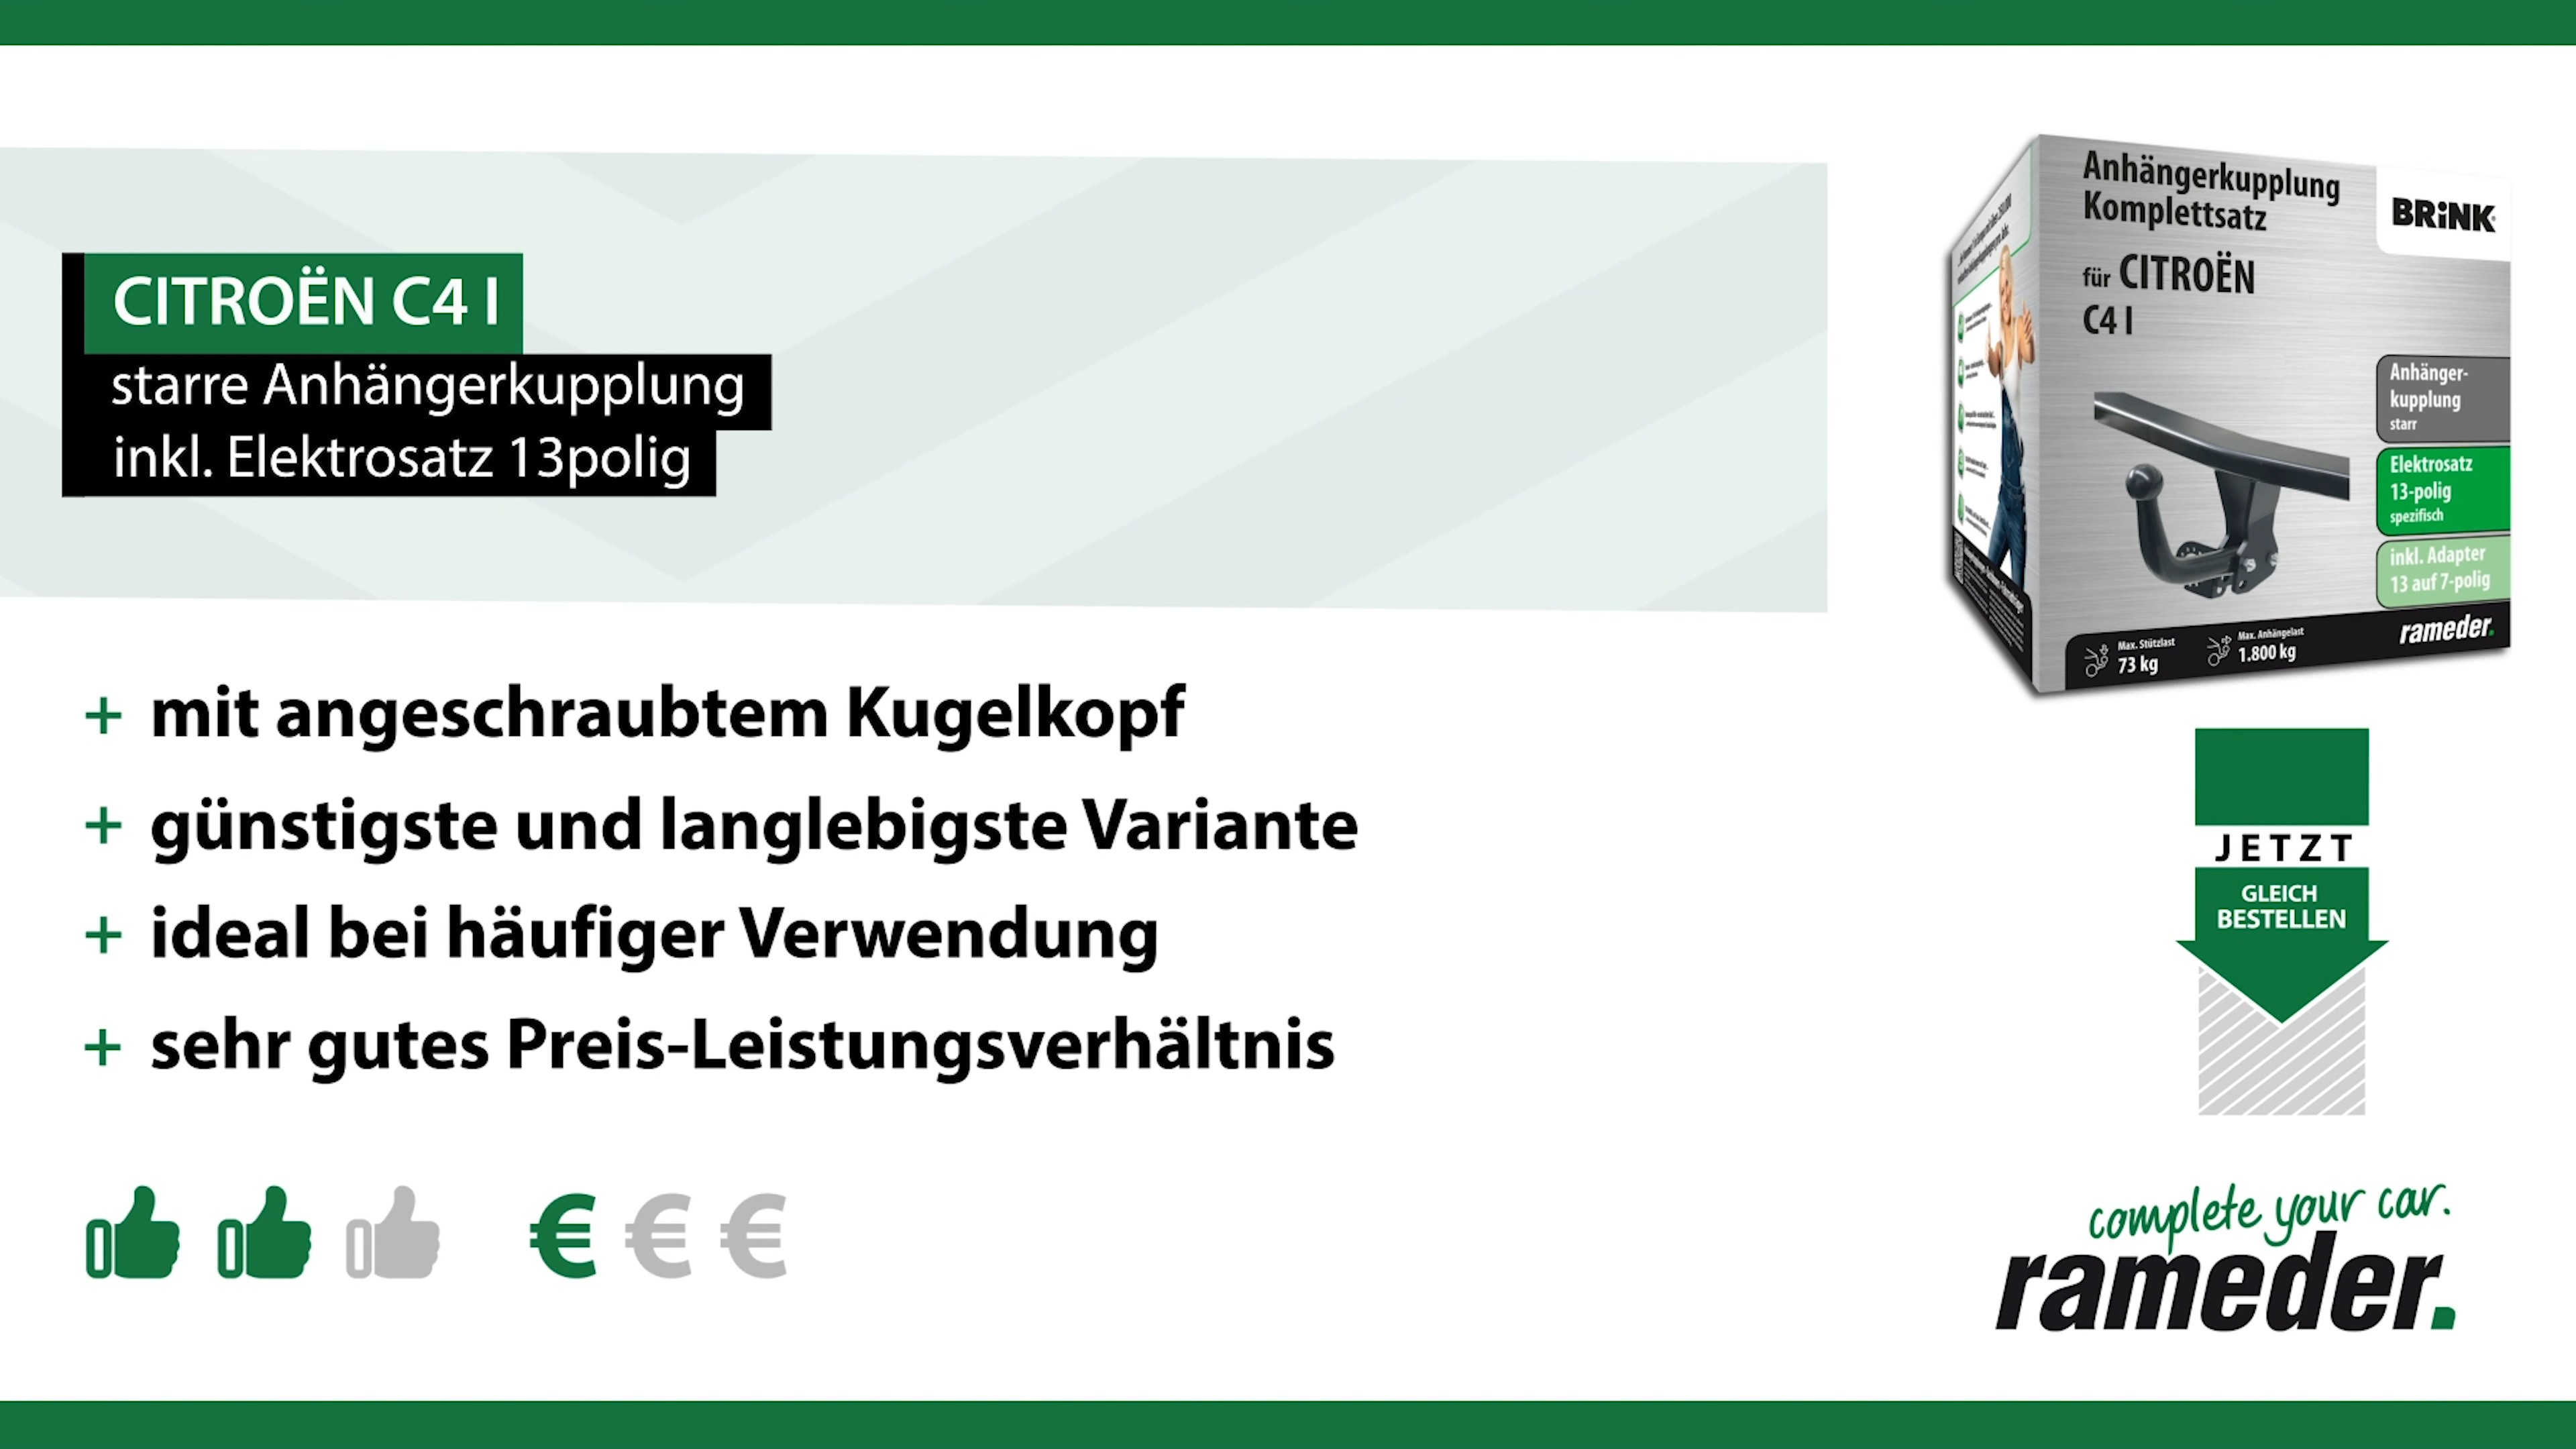 CITROËN C4 I
starre Anhängerkupplung
inkl. Elektrosatz 13polig
+ mit angeschraubtem Kugelkopf
+ günstigste und langlebigste Variante
+ ideal bei häufiger Verwendung
+ sehr gutes Preis-Leistungsverhältnis
€ € €
Anhängerkupplung
Komplettsatz
BRiNK
für CITROËN
C4 I
Anhänger-
kupplung
starr
Elektrosatz
13-polig
spezifisch
inkl. Adapter
13 auf 7-polig
Max. Stützlast
73 kg
Max. Anhängelast
1.800 kg
rameder.
JETZT
GLEICH
BESTELLEN
complete your car.
rameder.